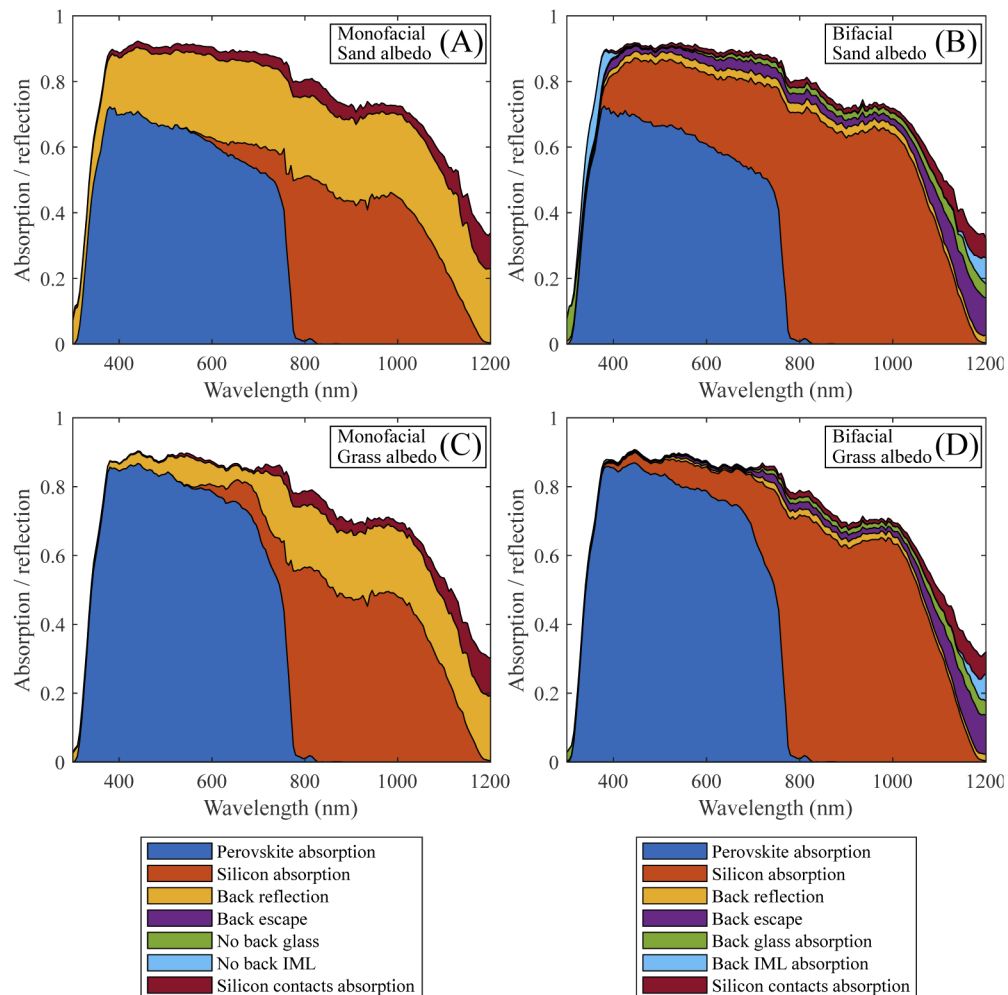 Monofacial
Sand albedo
(A)
Absorption / reflection
1
0.8
0.6
0.4
0.2
0
400
600
800
1000
1200
Wavelength (nm)
Bifacial
Sand albedo
(B)
Absorption / reflection
1
0.8
0.6
0.4
0.2
0
400
600
800
1000
1200
Wavelength (nm)
Monofacial
Grass albedo
(C)
Absorption / reflection
1
0.8
0.6
0.4
0.2
0
400
600
800
1000
1200
Wavelength (nm)
Bifacial
Grass albedo
(D)
Absorption / reflection
1
0.8
0.6
0.4
0.2
0
400
600
800
1000
1200
Wavelength (nm)
Perovskite absorption
Silicon absorption
Back reflection
Back escape
No back glass
No back IML
Silicon contacts absorption
Perovskite absorption
Silicon absorption
Back reflection
Back escape
Back glass absorption
Back IML absorption
Silicon contacts absorption